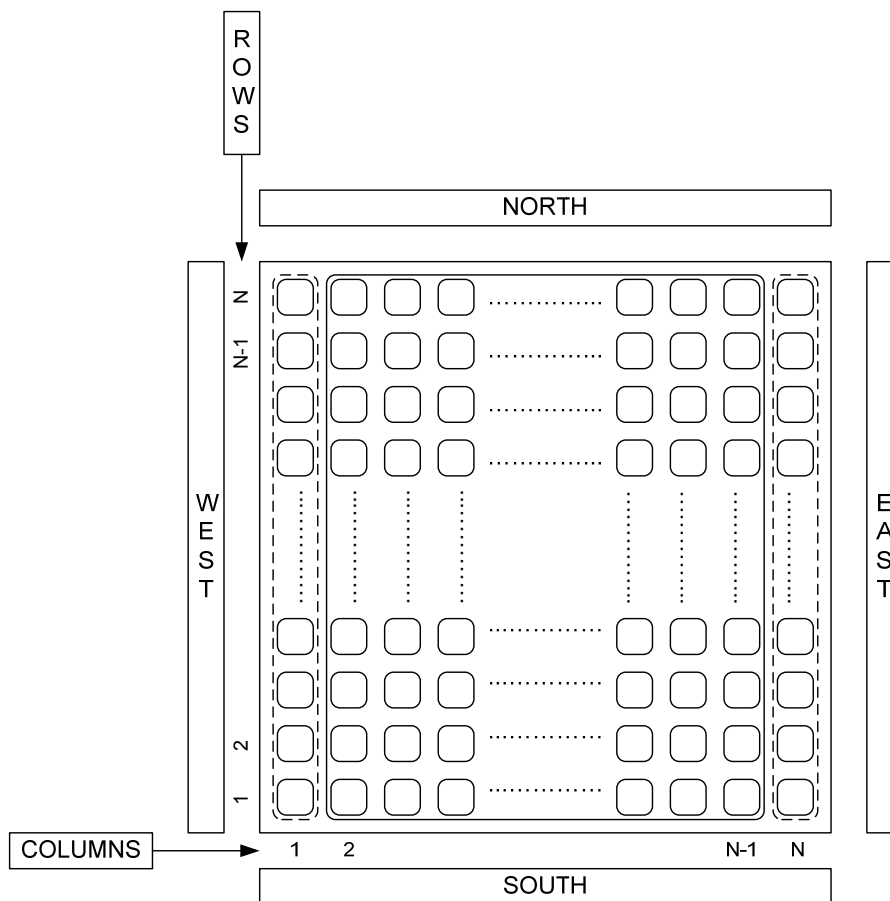 ROWS
NORTH
WEST
N
N-1
2
1
EAST
COLUMNS
1 2 N-1 N
SOUTH